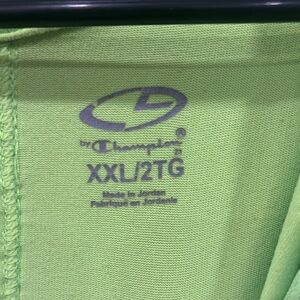 by Champion®
XXL/2TG
Made in Jordan
Fabriqué en Jordanie